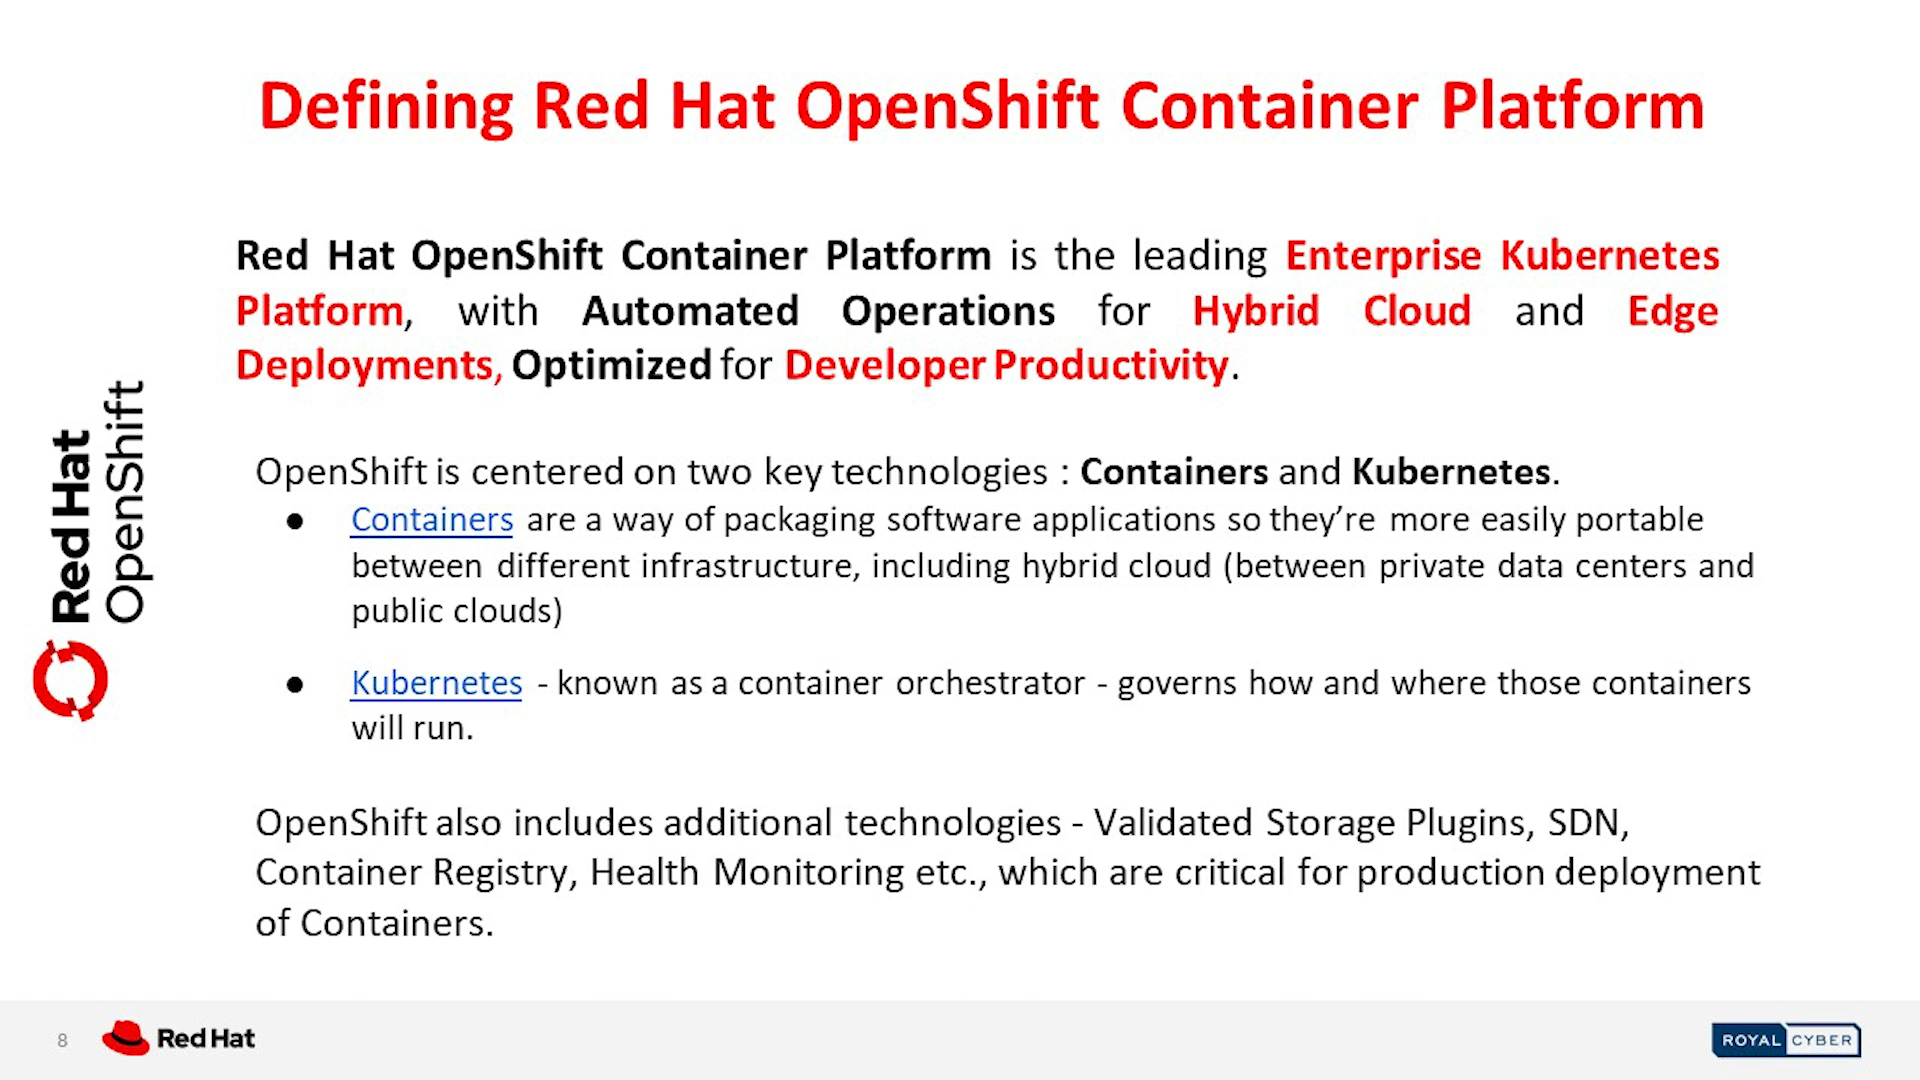 Defining Red Hat OpenShift Container Platform
Red Hat OpenShift Container Platform is the leading Enterprise Kubernetes
Platform, with Automated Operations for Hybrid Cloud and Edge
Deployments, Optimized for Developer Productivity.
Red Hat
OpenShift
OpenShift is centered on two key technologies : Containers and Kubernetes.
● Containers are a way of packaging software applications so they’re more easily portable
between different infrastructure, including hybrid cloud (between private data centers and
public clouds)
● Kubernetes - known as a container orchestrator - governs how and where those containers
will run.
OpenShift also includes additional technologies - Validated Storage Plugins, SDN,
Container Registry, Health Monitoring etc., which are critical for production deployment
of Containers.
8
Red Hat
ROYAL CYBER